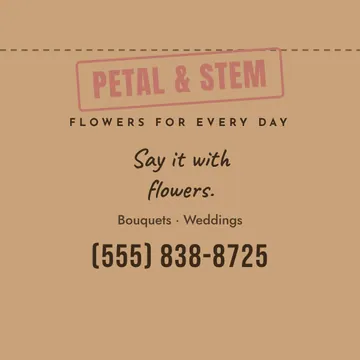 PETAL & STEM
FLOWERS FOR EVERY DAY
Say it with
flowers.
Bouquets · Weddings
(555) 838-8725